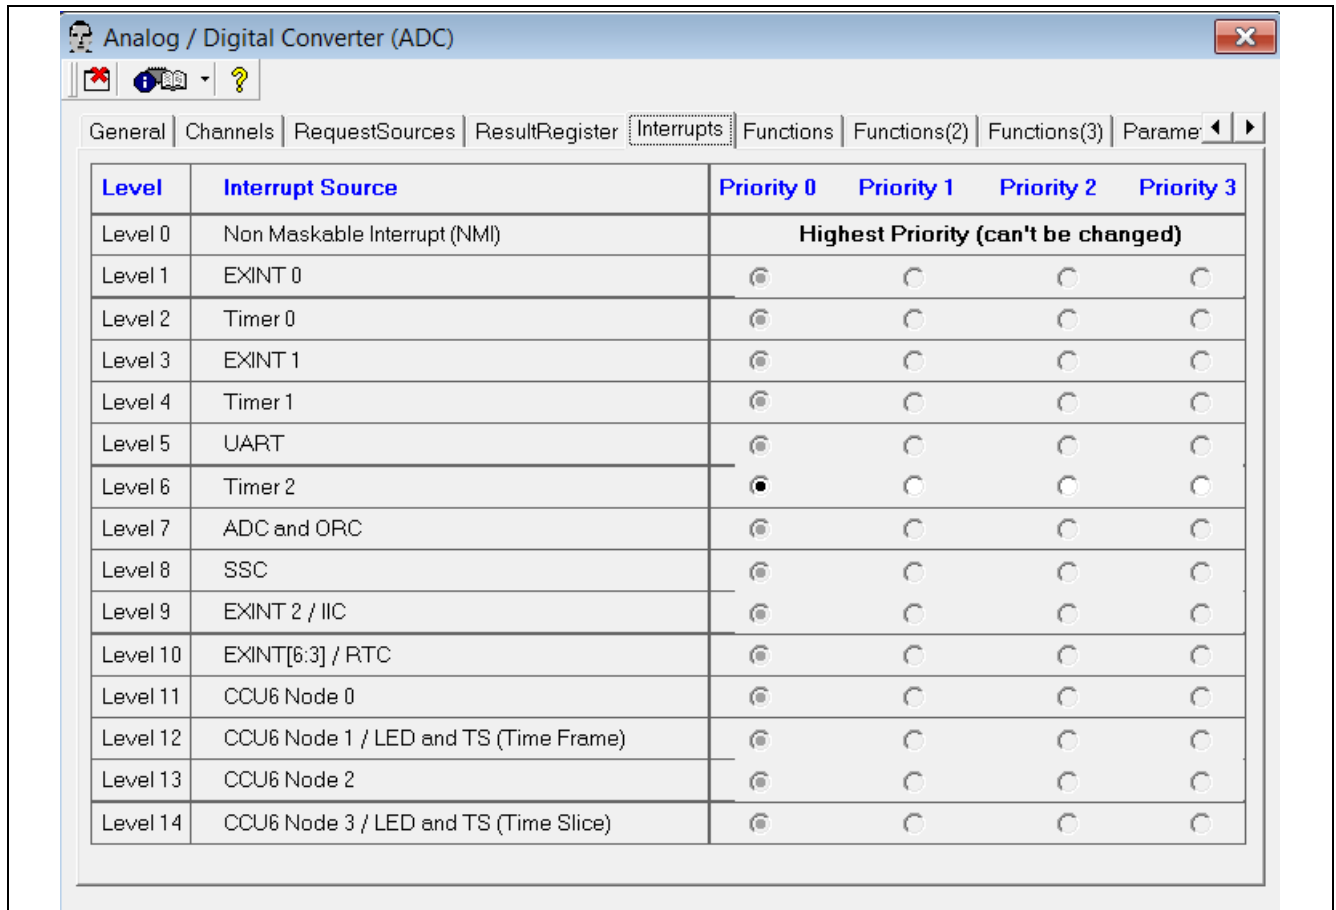 Analog / Digital Converter (ADC)
General Channels RequestSources ResultRegister Interrupts Functions Functions(2) Functions(3) Parame
Level Interrupt Source Priority 0 Priority 1 Priority 2 Priority 3
Level 0 Non Maskable Interrupt (NMI) Highest Priority (can't be changed)
Level 1 EXINT 0
Level 2 Timer 0
Level 3 EXINT 1
Level 4 Timer 1
Level 5 UART
Level 6 Timer 2
Level 7 ADC and ORC
Level 8 SSC
Level 9 EXINT 2 / IIC
Level 10 EXINT[6:3] / RTC
Level 11 CCU6 Node 0
Level 12 CCU6 Node 1 / LED and TS (Time Frame)
Level 13 CCU6 Node 2
Level 14 CCU6 Node 3 / LED and TS (Time Slice)